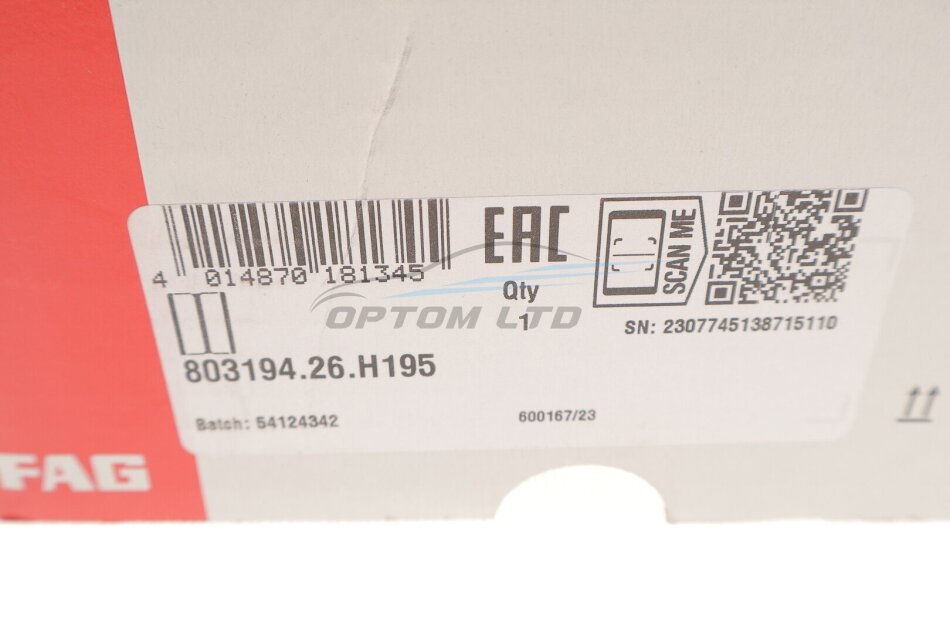 EAC
SCAN ME
4 014870 181345
Qty
1
OPTOM LTD
SN: 2307745138715110
803194.26.H195
Batch: 54124342
600167/23
FAG